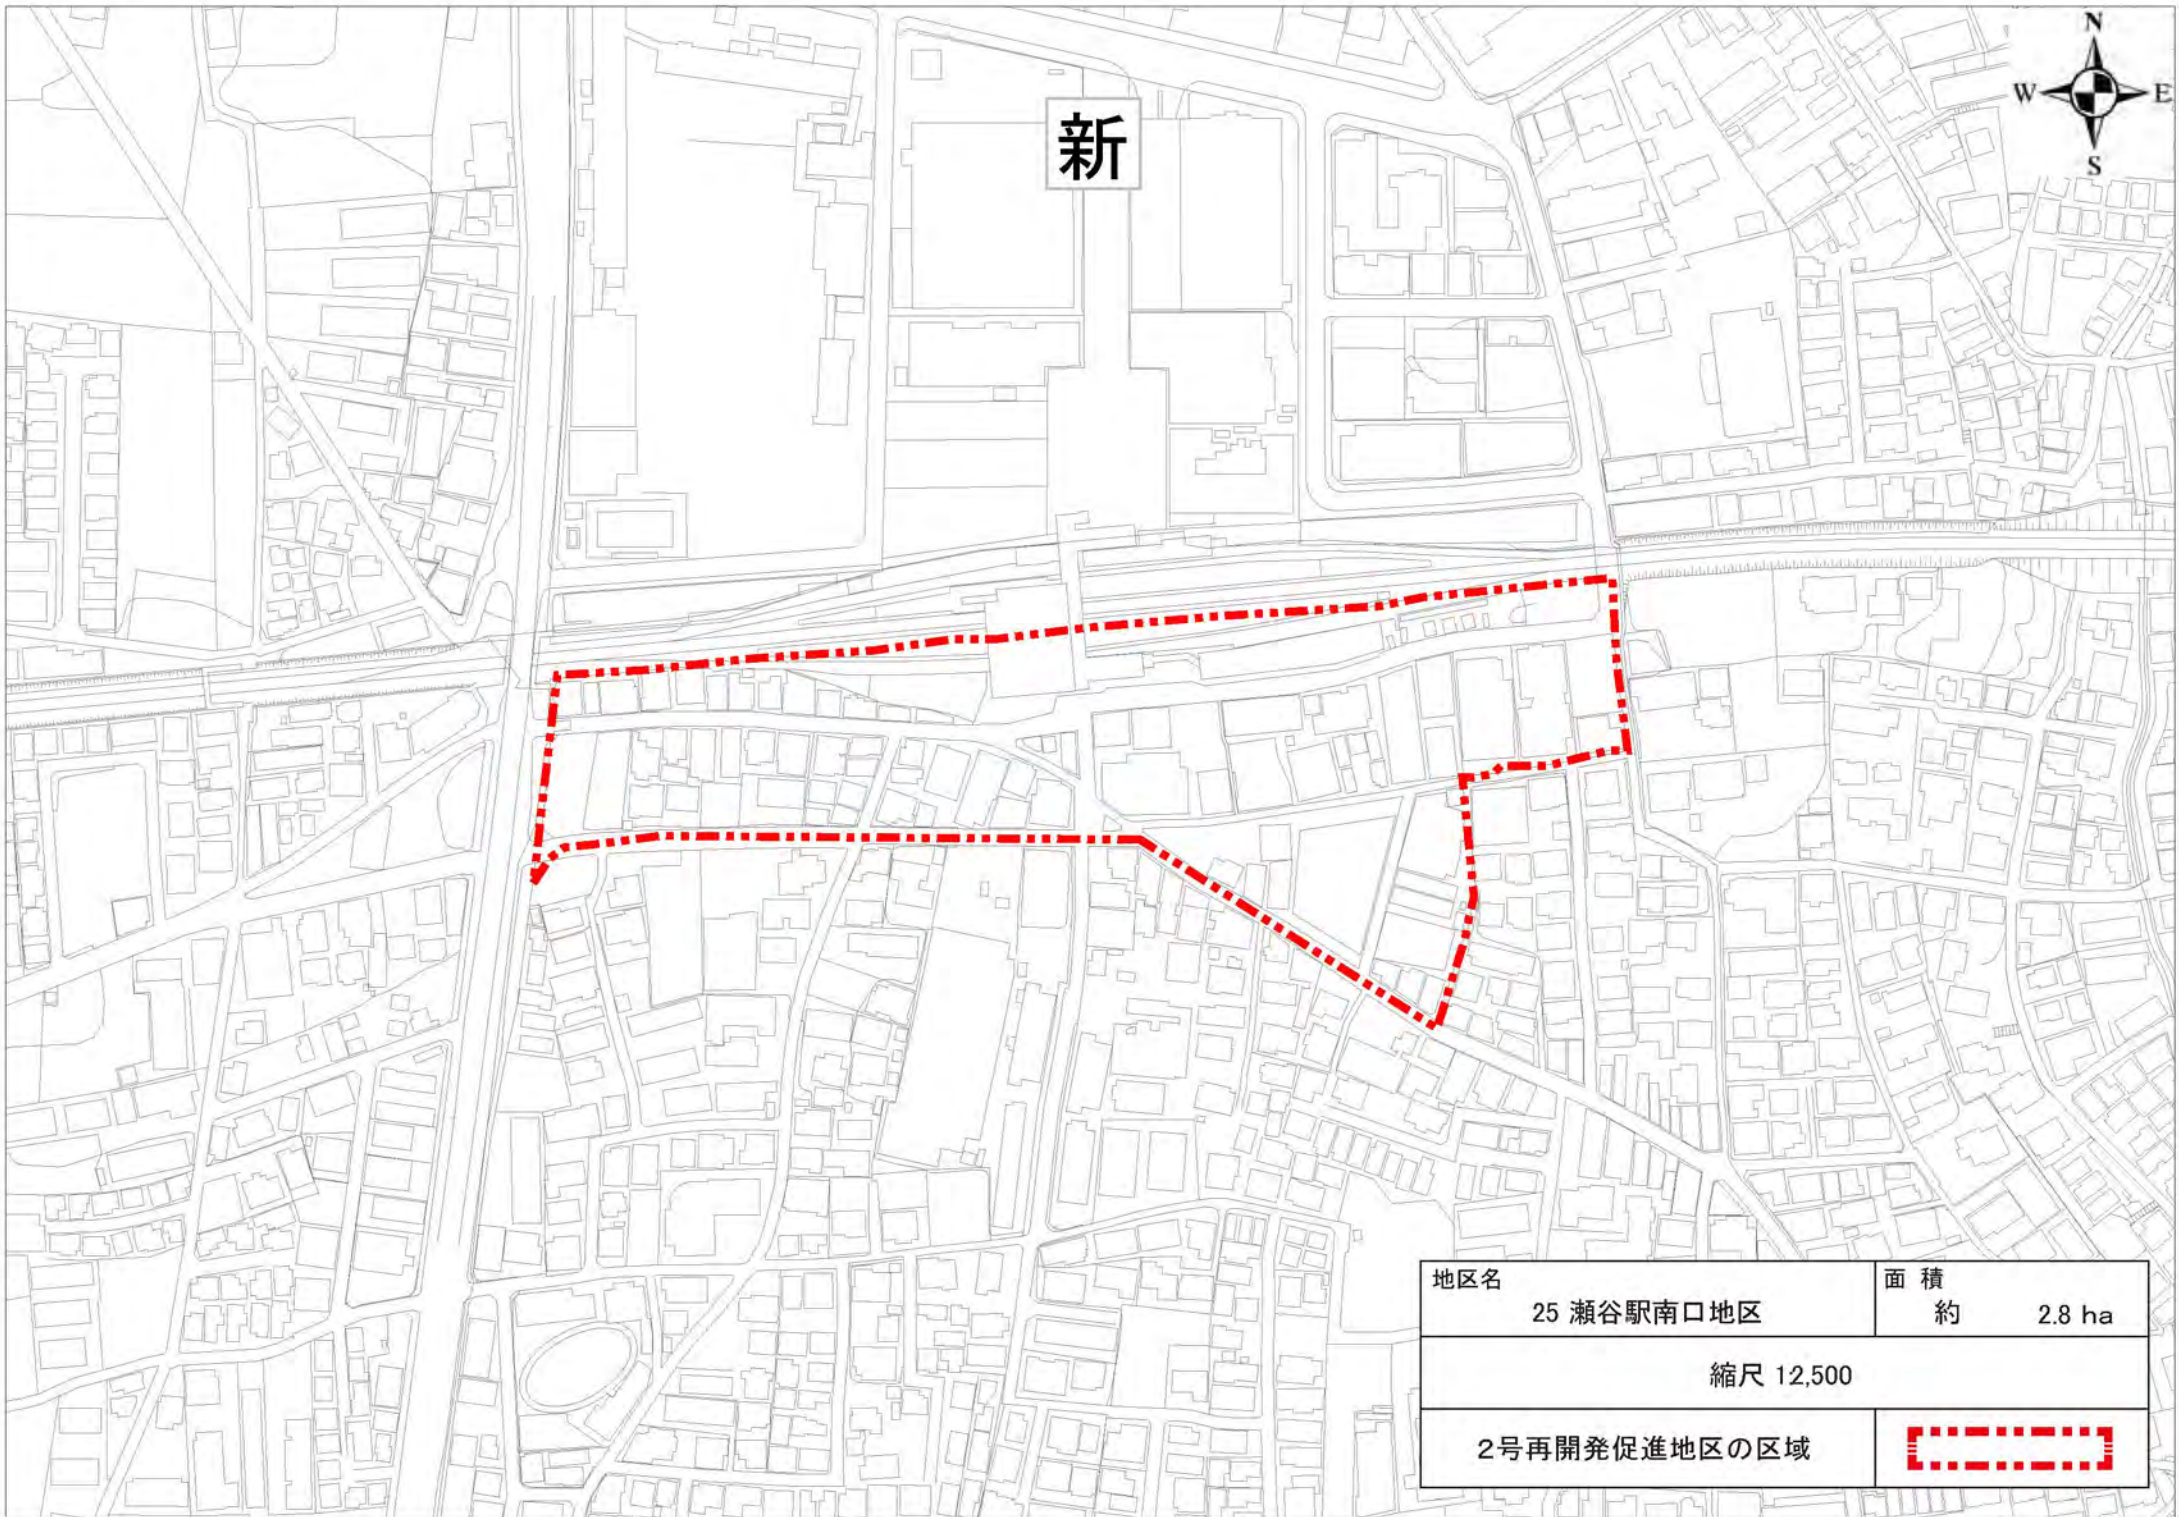 新
N
W E
S
地区名
25 瀬谷駅南口地区
面 積
約 2.8 ha
縮尺 12,500
2号再開発促進地区の区域